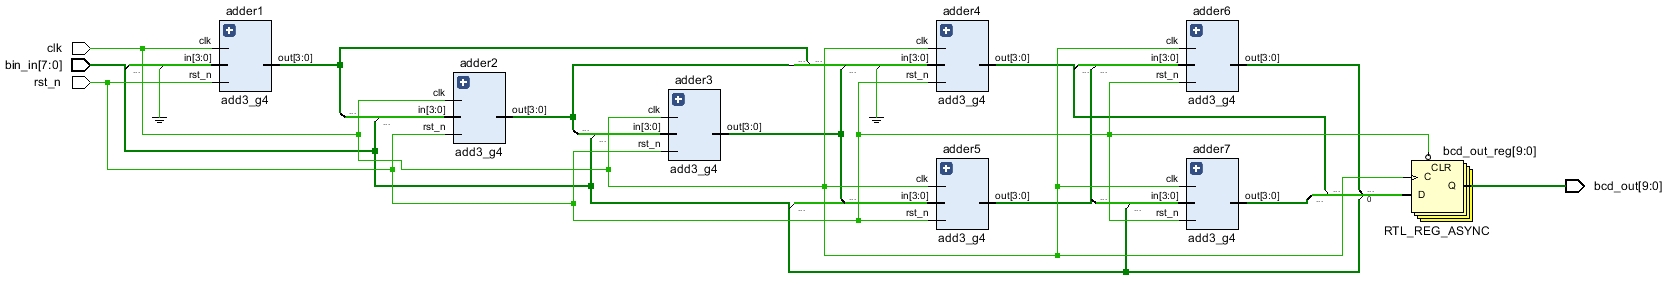 clk
bin_in[7:0]
rst_n
adder1
clk
in[3:0]
rst_n
out[3:0]
add3_g4
...
adder2
clk
in[3:0]
rst_n
out[3:0]
add3_g4
...
...
adder3
clk
in[3:0]
rst_n
out[3:0]
add3_g4
...
...
adder4
clk
in[3:0]
rst_n
out[3:0]
add3_g4
...
...
...
adder5
clk
in[3:0]
rst_n
out[3:0]
add3_g4
...
...
adder6
clk
in[3:0]
rst_n
out[3:0]
add3_g4
...
...
adder7
clk
in[3:0]
rst_n
out[3:0]
add3_g4
...
...
bcd_out_reg[9:0]
CLR
C
D
Q
RTL_REG_ASYNC
...
...
...
0
bcd_out[9:0]